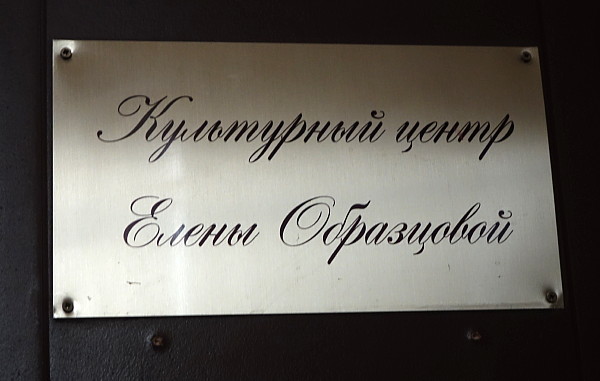 Культурный центр
Елены Образцовой